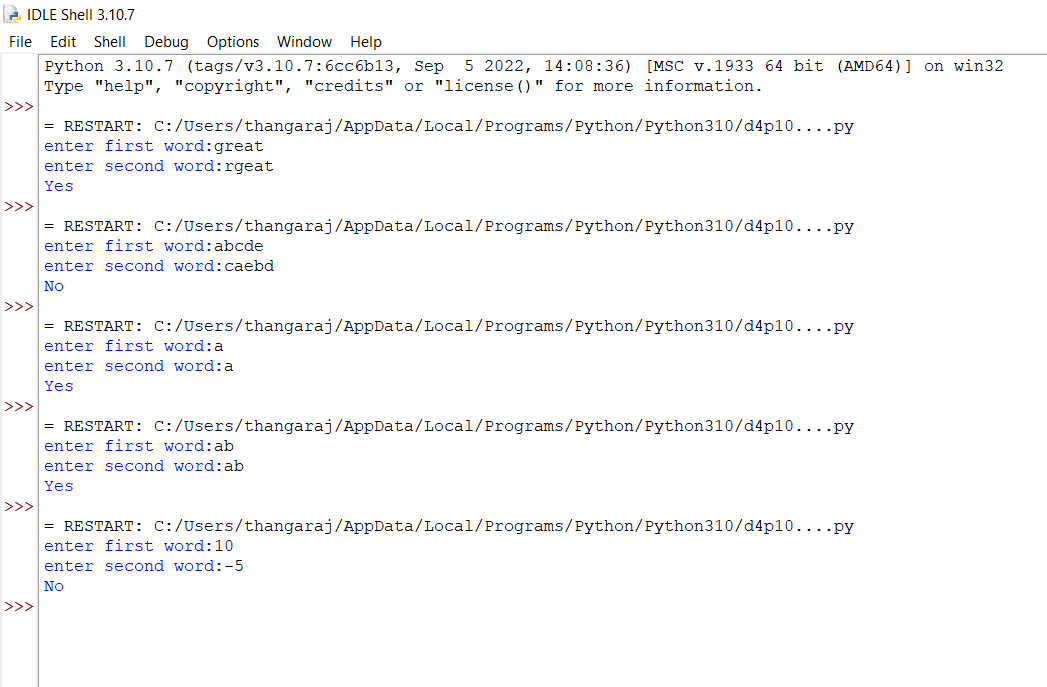 IDLE Shell 3.10.7
File Edit Shell Debug Options Window Help
Python 3.10.7 (tags/v3.10.7:6cc6b13, Sep  5 2022, 14:08:36) [MSC v.1933 64 bit (AMD64)] on win32
Type "help", "copyright", "credits" or "license()" for more information.
>>>
= RESTART: C:/Users/thangaraj/AppData/Local/Programs/Python/Python310/d4p10....py
enter first word:great
enter second word:rgeat
Yes
>>>
= RESTART: C:/Users/thangaraj/AppData/Local/Programs/Python/Python310/d4p10....py
enter first word:abcde
enter second word:caebd
No
>>>
= RESTART: C:/Users/thangaraj/AppData/Local/Programs/Python/Python310/d4p10....py
enter first word:a
enter second word:a
Yes
>>>
= RESTART: C:/Users/thangaraj/AppData/Local/Programs/Python/Python310/d4p10....py
enter first word:ab
enter second word:ab
Yes
>>>
= RESTART: C:/Users/thangaraj/AppData/Local/Programs/Python/Python310/d4p10....py
enter first word:10
enter second word:-5
No
>>>